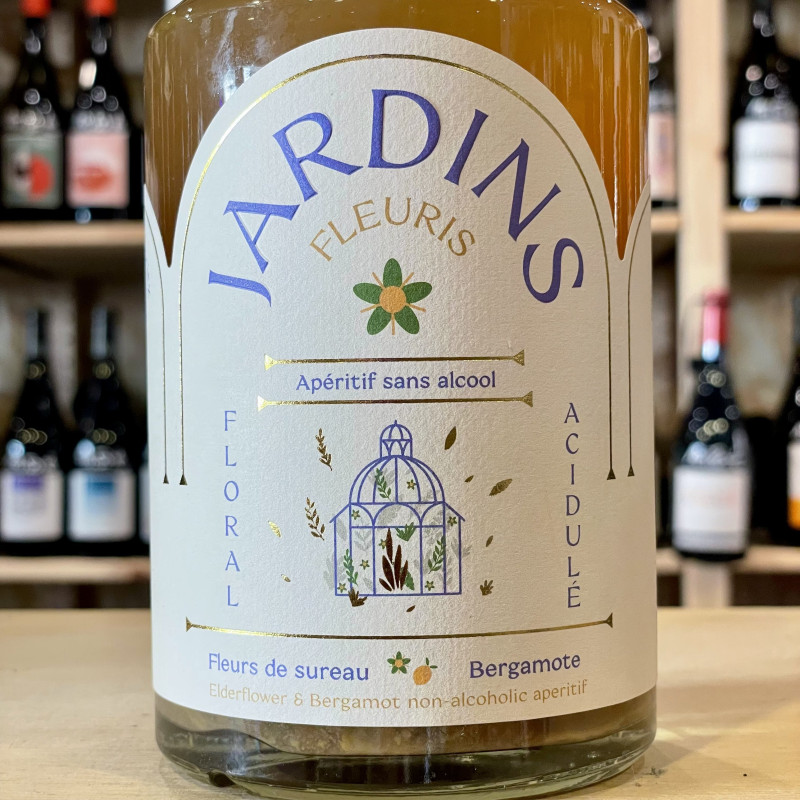 JARDINS
FLEURIS
Apéritif sans alcool
FLORAL
ACIDULÉ
Fleurs de sureau
Bergamote
Elderflower & Bergamot non-alcoholic aperitif